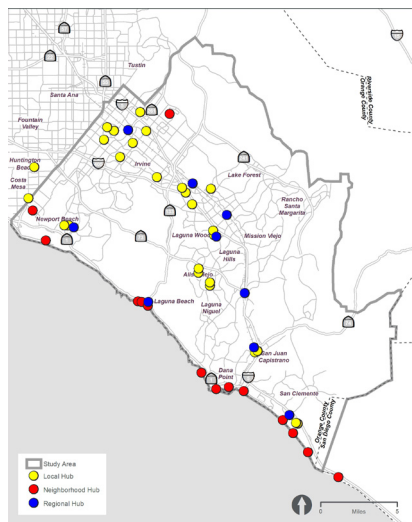 Tustin
Santa Ana
Riverside County
Orange County
Fountain
Valley
Irvine
Huntington
Beach
Lake Forest
Costa
Mesa
Rancho
Santa
Margarita
Newport Beach
Laguna Woods
Mission Viejo
Laguna
Hills
Aliso Viejo
Laguna Beach
Laguna
Niguel
San Juan
Capistrano
Dana
Point
San Clemente
Orange County
San Diego County
Study Area
Local Hub
Neighborhood Hub
Regional Hub
0 5
Miles